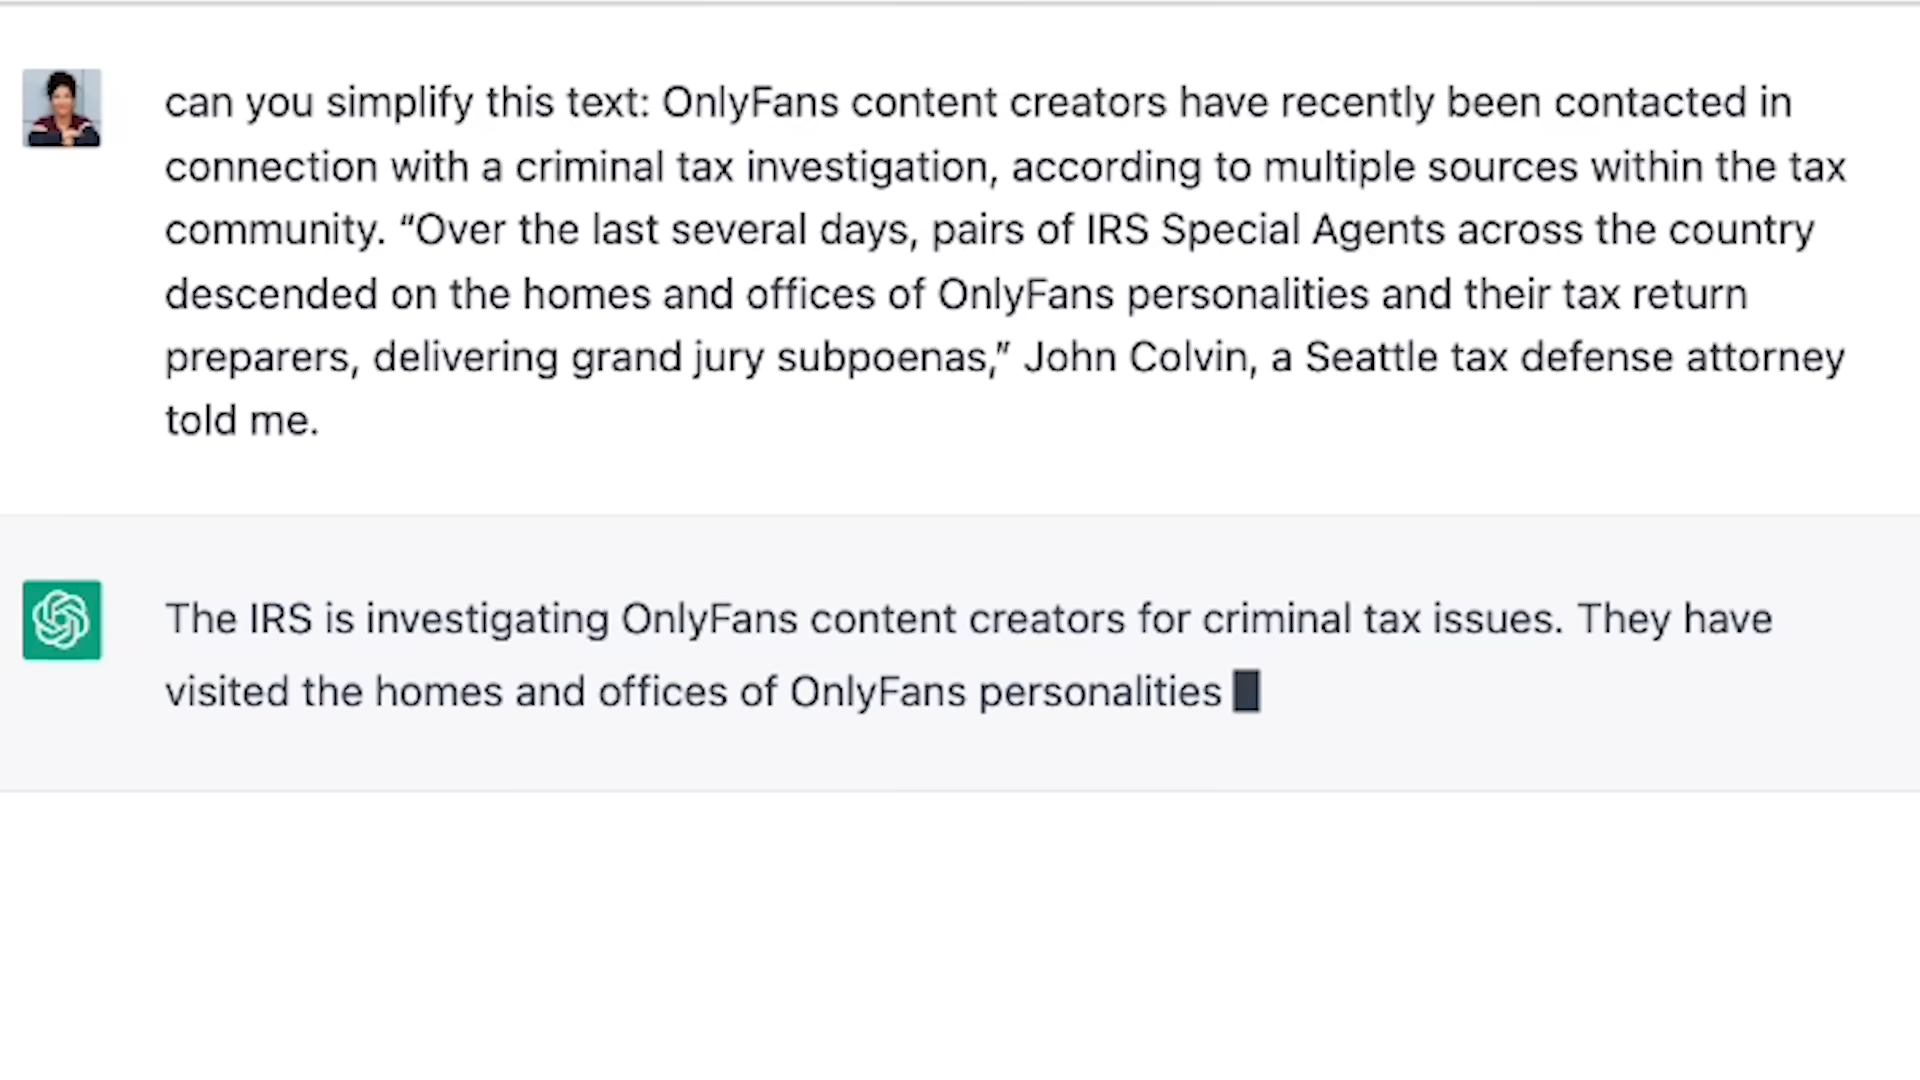 can you simplify this text: OnlyFans content creators have recently been contacted in
connection with a criminal tax investigation, according to multiple sources within the tax
community. “Over the last several days, pairs of IRS Special Agents across the country
descended on the homes and offices of OnlyFans personalities and their tax return
preparers, delivering grand jury subpoenas,” John Colvin, a Seattle tax defense attorney
told me.
The IRS is investigating OnlyFans content creators for criminal tax issues. They have
visited the homes and offices of OnlyFans personalities